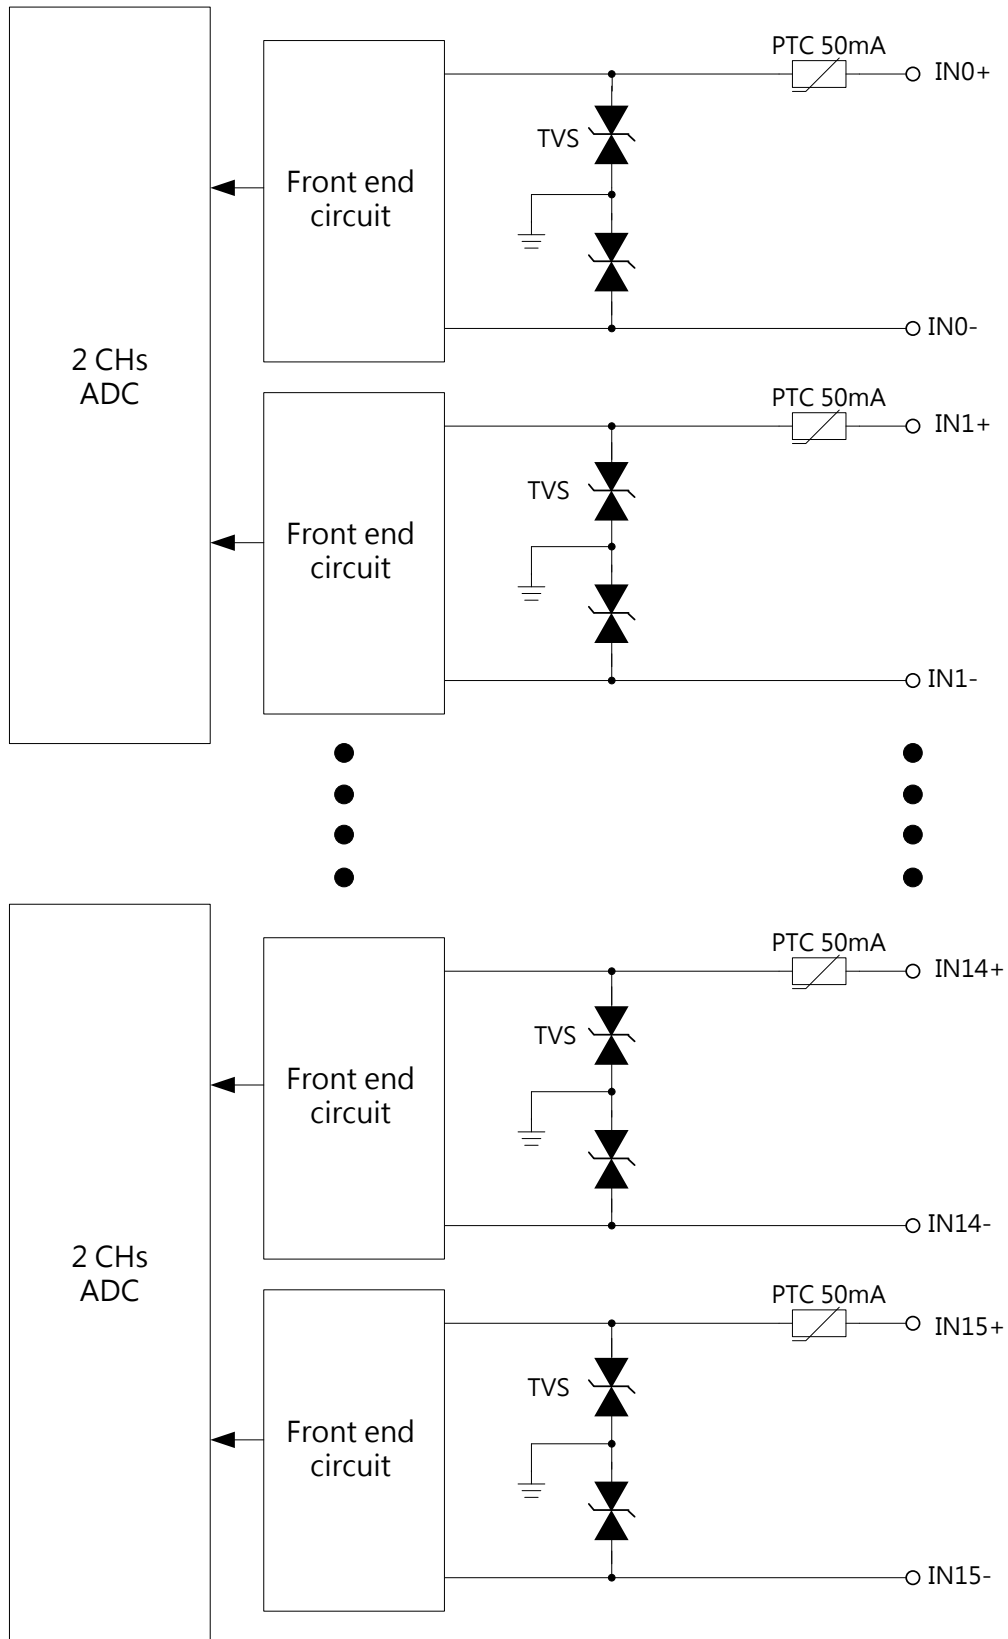 PTC 50mA
IN0+
TVS
Front end
circuit
IN0-
2 CHs
ADC
PTC 50mA
IN1+
TVS
Front end
circuit
IN1-
PTC 50mA
IN14+
TVS
Front end
circuit
IN14-
2 CHs
ADC
PTC 50mA
IN15+
TVS
Front end
circuit
IN15-